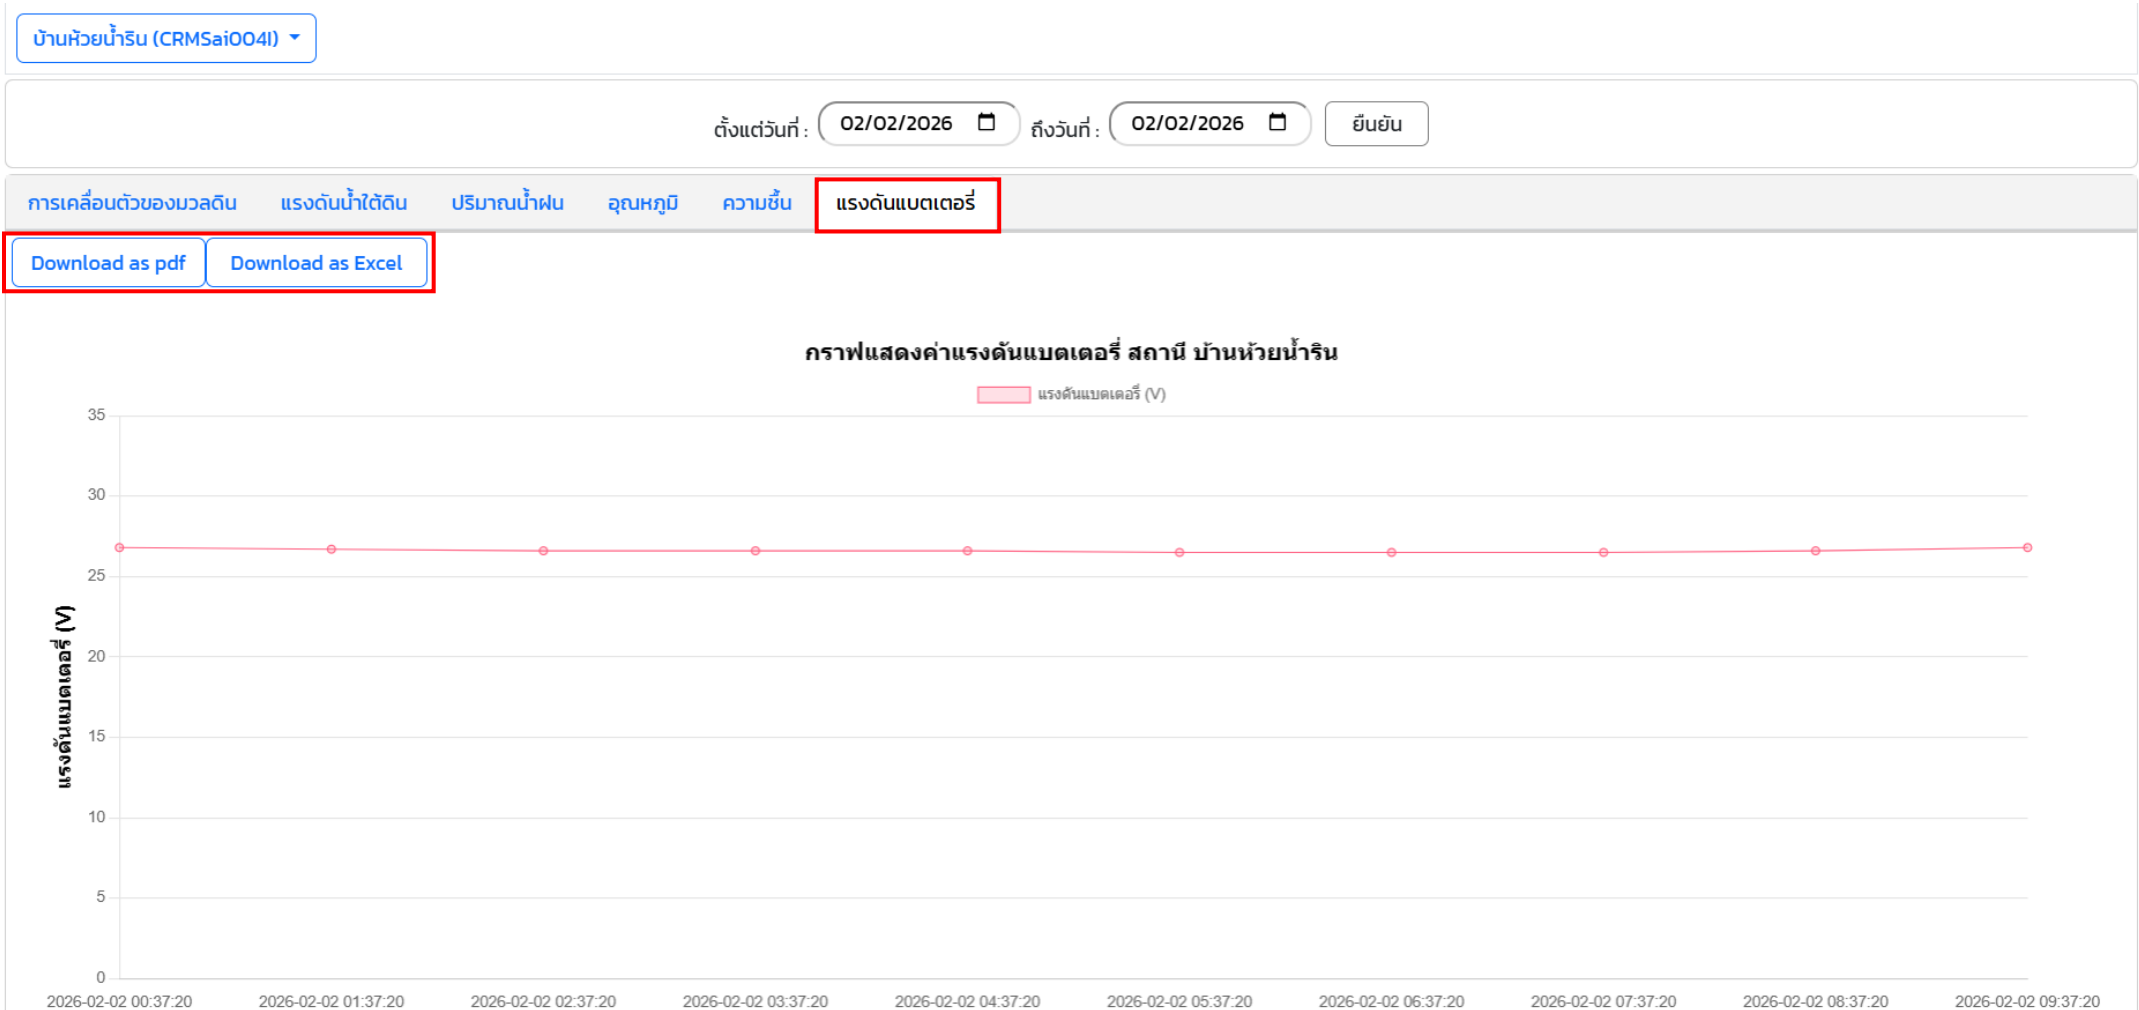 บ้านห้วยน้ำริน (CRMSai004I)
ตั้งแต่วันที่ : 02/02/2026 ถึงวันที่ : 02/02/2026 ยืนยัน
การเคลื่อนตัวของมวลดิน แรงดันน้ำใต้ดิน ปริมาณน้ำฝน อุณหภูมิ ความชื้น แรงดันแบตเตอรี่
Download as pdf Download as Excel
กราฟแสดงค่าแรงดันแบตเตอรี่ สถานี บ้านห้วยน้ำริน
แรงดันแบตเตอรี่ (V)
35
30
25
20
15
10
5
0
แรงดันแบตเตอรี่ (V)
2026-02-02 00:37:20 2026-02-02 01:37:20 2026-02-02 02:37:20 2026-02-02 03:37:20 2026-02-02 04:37:20 2026-02-02 05:37:20 2026-02-02 06:37:20 2026-02-02 07:37:20 2026-02-02 08:37:20 2026-02-02 09:37:20